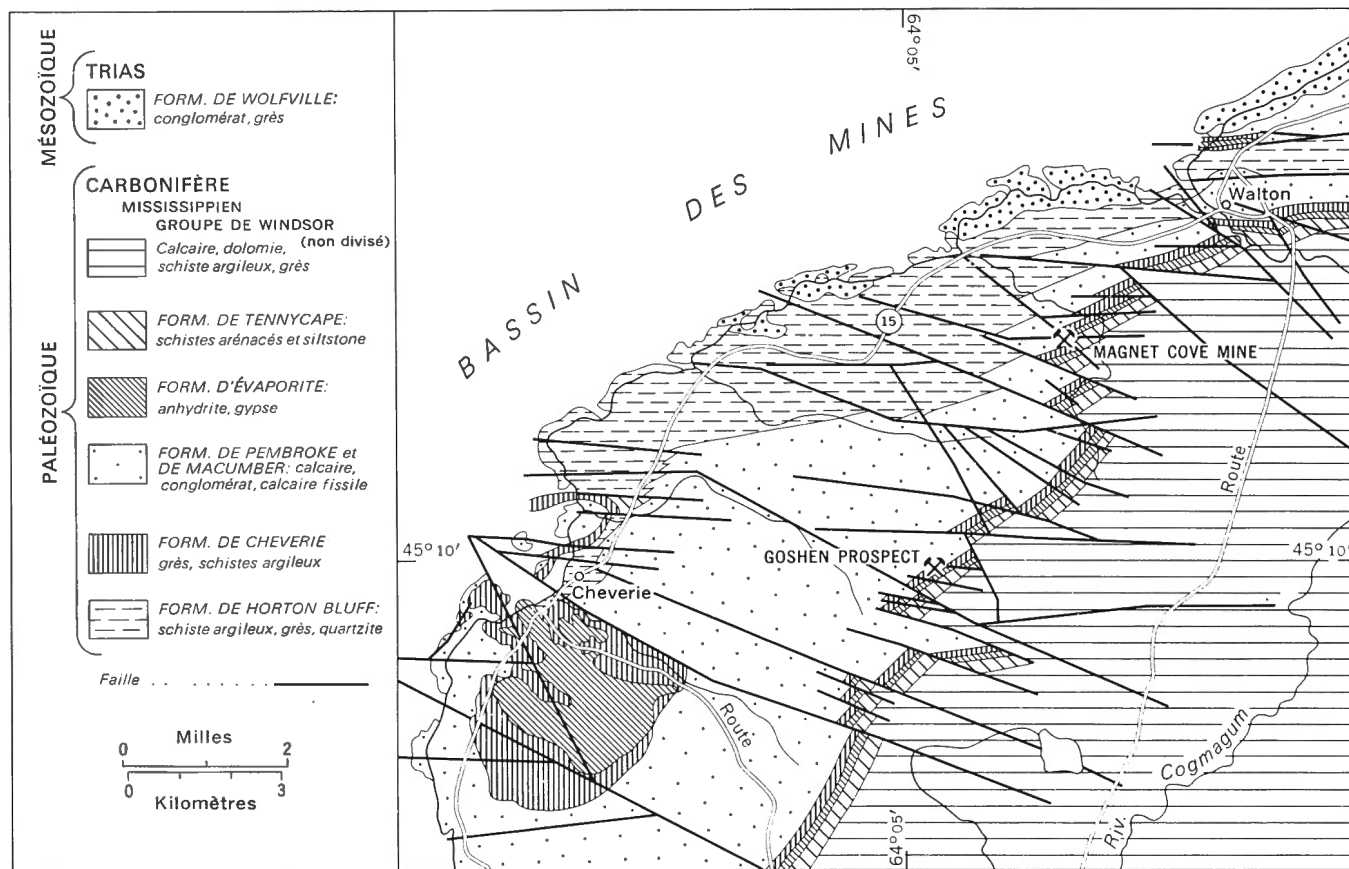 MÉSOZOÏQUE
TRIAS
FORM. DE WOLFVILLE:
conglomérat, grès
PALÉOZOÏQUE
CARBONIFÈRE
MISSISSIPPIEN
GROUPE DE WINDSOR
(non divisé)
Calcaire, dolomie,
schiste argileux, grès
FORM. DE TENNYCAPE:
schistes arénacés et siltstone
FORM. D'ÉVAPORITE:
anhydrite, gypse
FORM. DE PEMBROKE et
DE MACUMBER: calcaire,
conglomérat, calcaire fissile
FORM. DE CHEVERIE
grès, schistes argileux
FORM. DE HORTON BLUFF:
schiste argileux, grès, quartzite
Faille
Milles
0 2
0 3
Kilomètres
64° 05'
BASSIN DES MINES
Walton
15
MAGNET COVE MINE
Route
GOSHEN PROSPECT
45° 10'
45° 10'
Cheverie
Route
Riv. Cogmagum
64° 05'